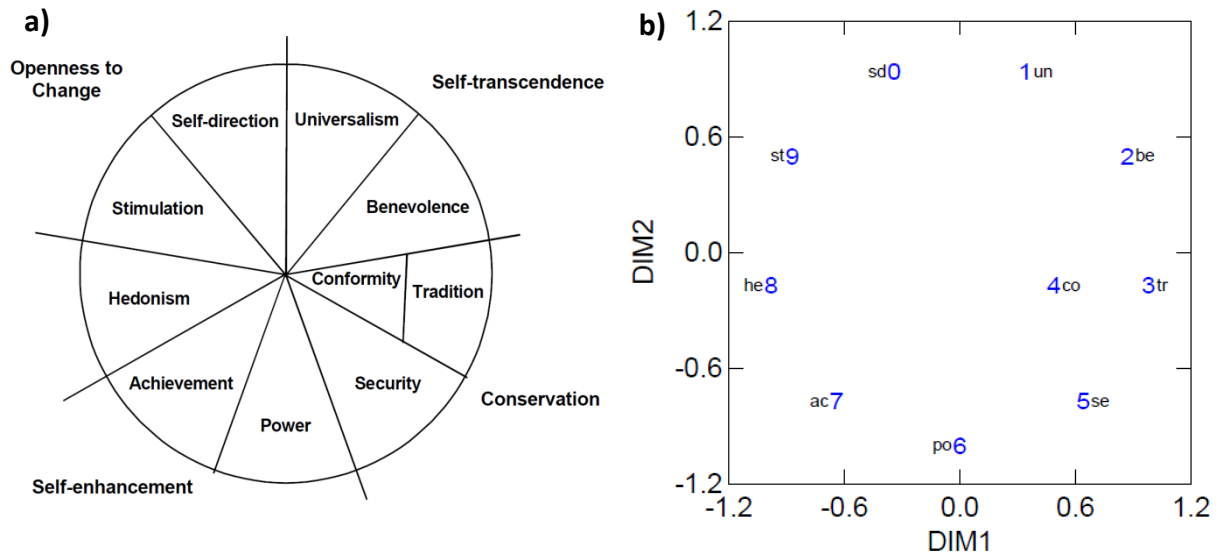 a)
Openness to
Change
Self-transcendence
Self-direction
Universalism
Stimulation
Benevolence
Conformity
Tradition
Hedonism
Achievement
Security
Power
Conservation
Self-enhancement
b)
1.2
0.6
0.0
-0.6
-1.2
DIM2
sd0
1un
st9
2be
he8
4co
3tr
ac7
5se
po6
-1.2
-0.6
0.0
0.6
1.2
DIM1